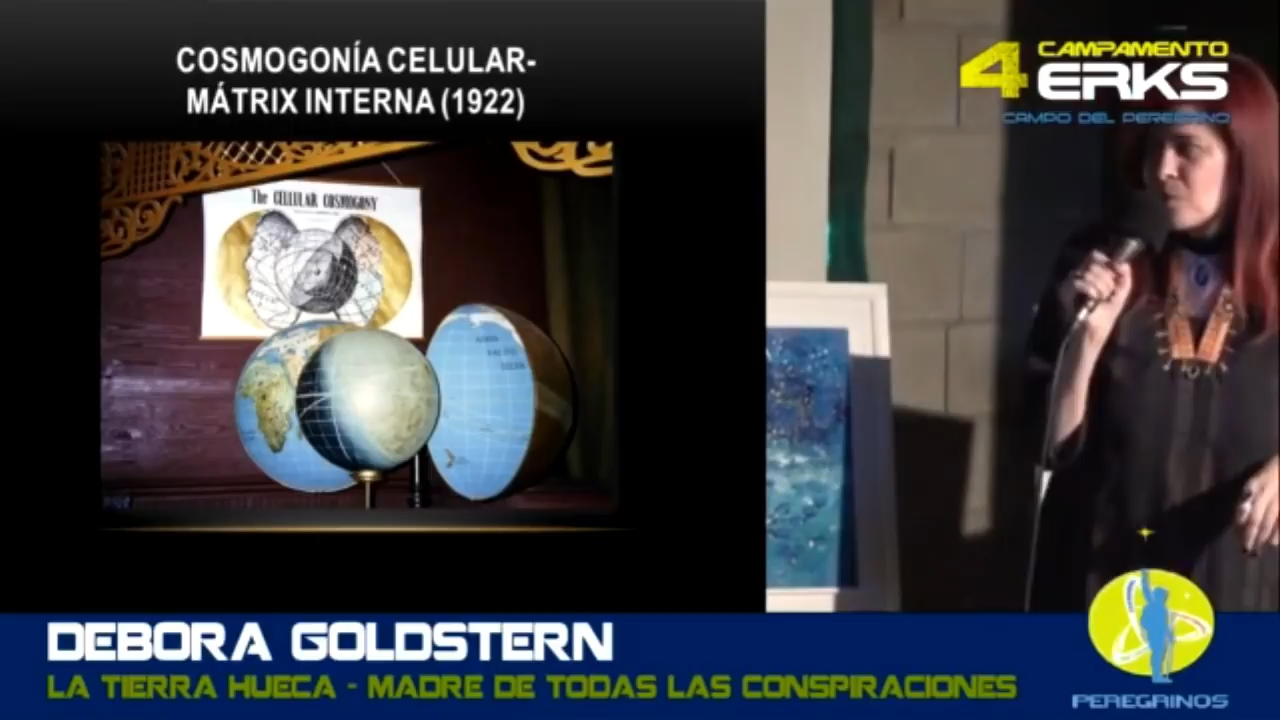 COSMOGONÍA CELULAR-
MÁTRIX INTERNA (1922)
The CELLULAR COSMOGONY
4 CAMPAMENTO
ERKS
CAMPO DEL PEREGRINO
DEBORA GOLDSTERN
LA TIERRA HUECA - MADRE DE TODAS LAS CONSPIRACIONES
PEREGRINOS